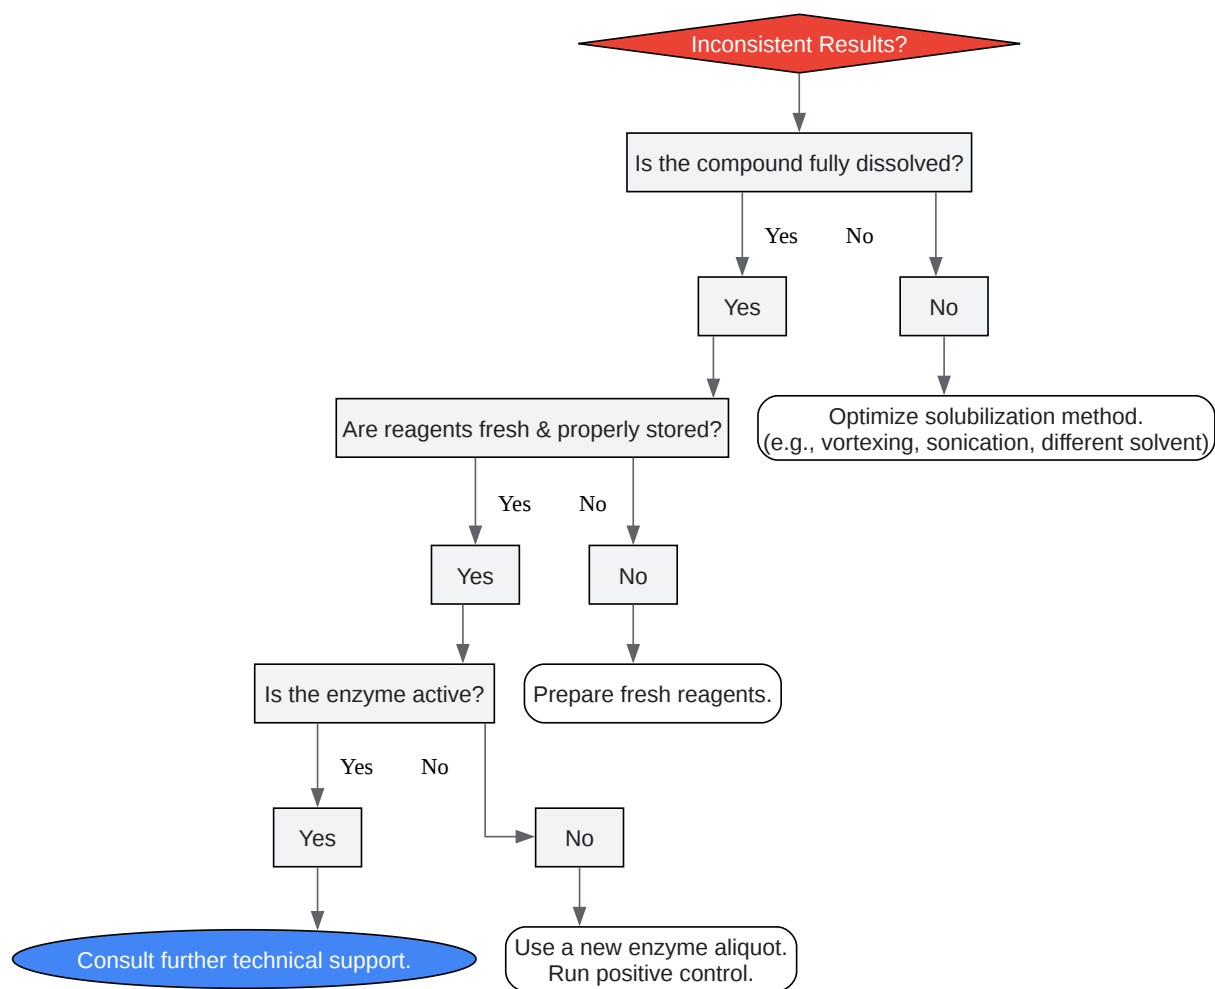 Inconsistent Results?
Is the compound fully dissolved?
Yes
No
Yes
No
Are reagents fresh & properly stored?
Optimize solubilization method.
(e.g., vortexing, sonication, different solvent)
Yes
No
Yes
No
Is the enzyme active?
Prepare fresh reagents.
Yes
No
Yes
No
Consult further technical support.
Use a new enzyme aliquot.
Run positive control.